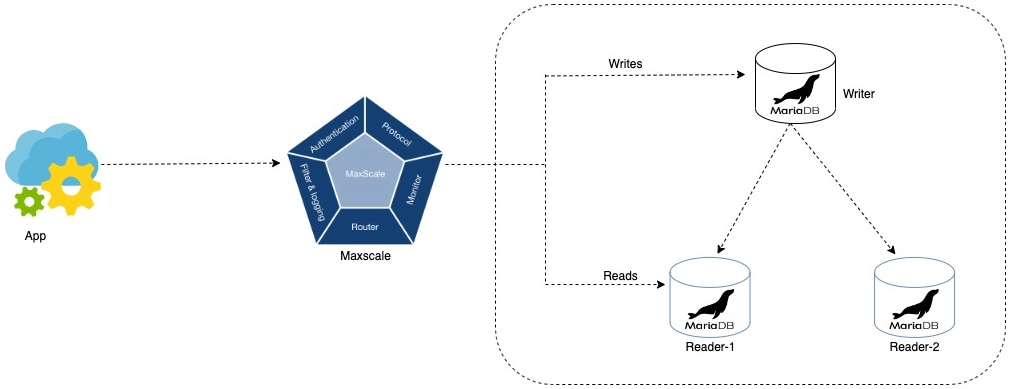 App
Authentication
Protocol
MaxScale
Filter & logging
Monitor
Router
Maxscale
Writes
MariaDB
Writer
Reads
MariaDB
Reader-1
MariaDB
Reader-2